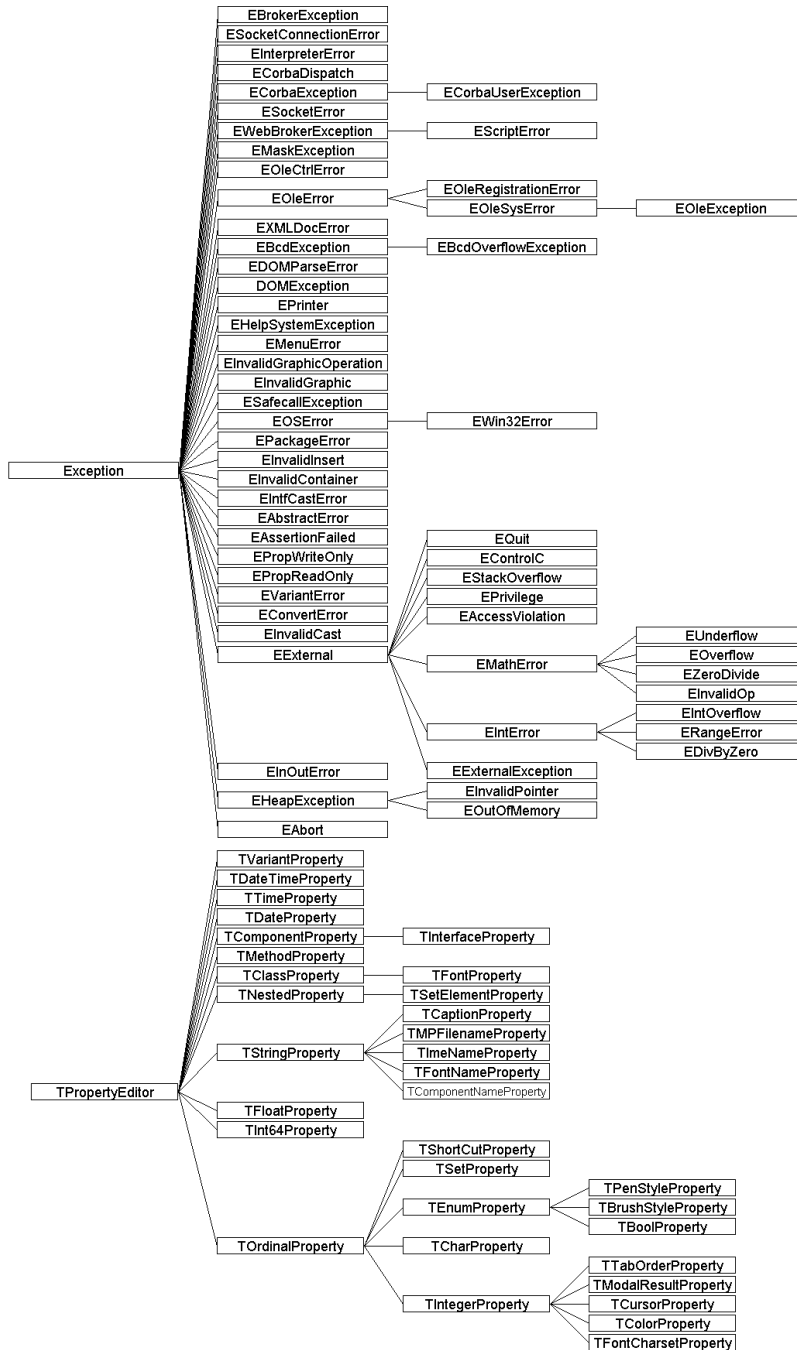 EBrokerException
ESocketConnectionError
EInterpreterError
ECorbaDispatch
ECorbaException
ECorbaUserException
ESocketError
EWebBrokerException
EScriptError
EMaskException
EOleCtrlError
EOleError
EOleRegistrationError
EOleSysError
EOleException
EXMLDocError
EBcdException
EBcdOverflowException
EDOMParseError
DOMException
EPrinter
EHelpSystemException
EMenuError
EInvalidGraphicOperation
EInvalidGraphic
ESafecallException
EOSError
EWin32Error
EPackageError
Exception
EInvalidInsert
EInvalidContainer
EIntfCastError
EAbstractError
EAssertionFailed
EPropWriteOnly
EPropReadOnly
EVariantError
EConvertError
EInvalidCast
EExternal
EQuit
EControlC
EStackOverflow
EPrivilege
EAccessViolation
EMathError
EUnderflow
EOverflow
EZeroDivide
EInvalidOp
EIntError
EIntOverflow
ERangeError
EDivByZero
EExternalException
EInOutError
EHeapException
EInvalidPointer
EOutOfMemory
EAbort
TVariantProperty
TDateTimeProperty
TTimeProperty
TDateProperty
TComponentProperty
TInterfaceProperty
TMethodProperty
TClassProperty
TFontProperty
TNestedProperty
TSetElementProperty
TStringProperty
TCaptionProperty
TMPFilenameProperty
TImeNameProperty
TFontNameProperty
TComponentNameProperty
TPropertyEditor
TFloatProperty
TInt64Property
TOrdinalProperty
TShortCutProperty
TSetProperty
TEnumProperty
TPenStyleProperty
TBrushStyleProperty
TBoolProperty
TCharProperty
TIntegerProperty
TTabOrderProperty
TModalResultProperty
TCursorProperty
TColorProperty
TFontCharsetProperty